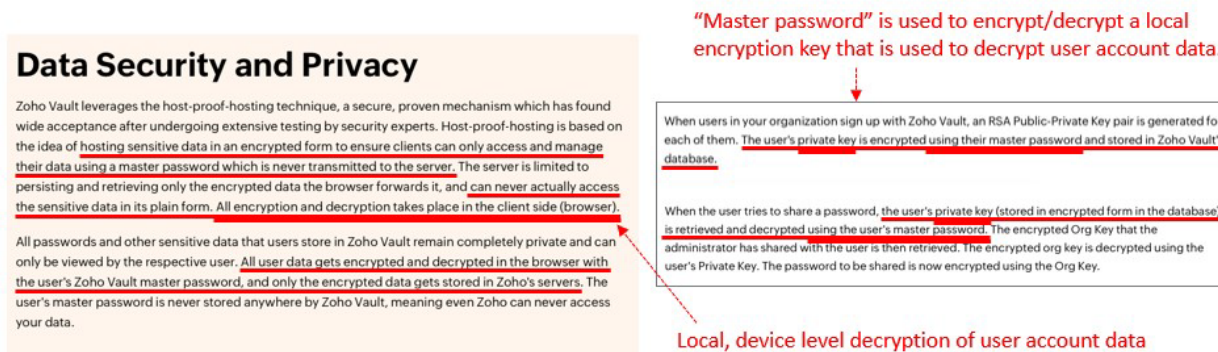 "Master password" is used to encrypt/decrypt a local
encryption key that is used to decrypt user account data.
Data Security and Privacy
Zoho Vault leverages the host-proof-hosting technique, a secure, proven mechanism which has found
wide acceptance after undergoing extensive testing by security experts. Host-proof-hosting is based on
the idea of hosting sensitive data in an encrypted form to ensure clients can only access and manage
their data using a master password which is never transmitted to the server. The server is limited to
persisting and retrieving only the encrypted data the browser forwards it, and can never actually access
the sensitive data in its plain form. All encryption and decryption takes place in the client side (browser).
All passwords and other sensitive data that users store in Zoho Vault remain completely private and can
only be viewed by the respective user. All user data gets encrypted and decrypted in the browser with
the user's Zoho Vault master password, and only the encrypted data gets stored in Zoho's servers. The
user's master password is never stored anywhere by Zoho Vault, meaning even Zoho can never access
your data.
When users in your organization sign up with Zoho Vault, an RSA Public-Private Key pair is generated fo
each of them. The user's private key is encrypted using their master password and stored in Zoho Vault'
database.
When the user tries to share a password, the user's private key (stored in encrypted form in the database)
is retrieved and decrypted using the user's master password. The encrypted Org Key that the
administrator has shared with the user is then retrieved. The encrypted org key is decrypted using the
user's Private Key. The password to be shared is now encrypted using the Org Key.
Local, device level decryption of user account data